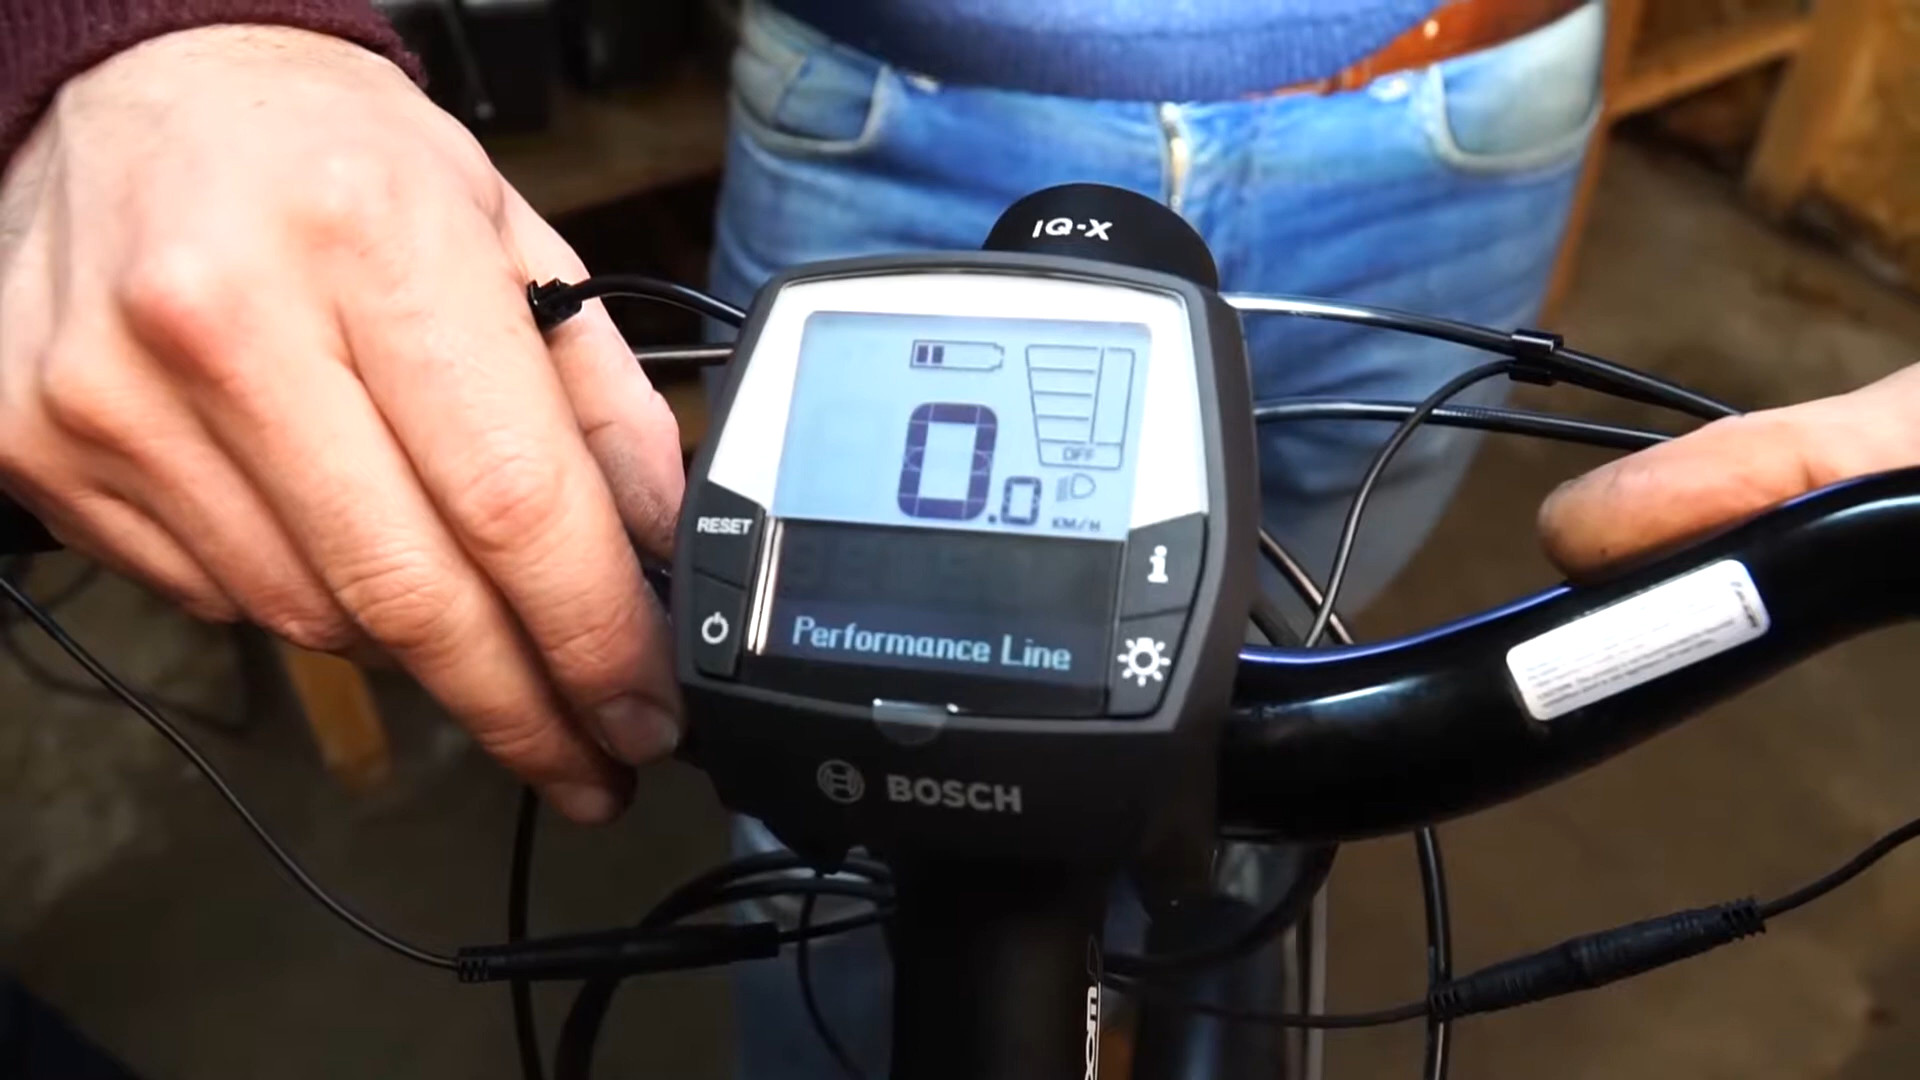 IQ-X
OFF
0.0
KM/H
RESET
i
Performance Line
BOSCH